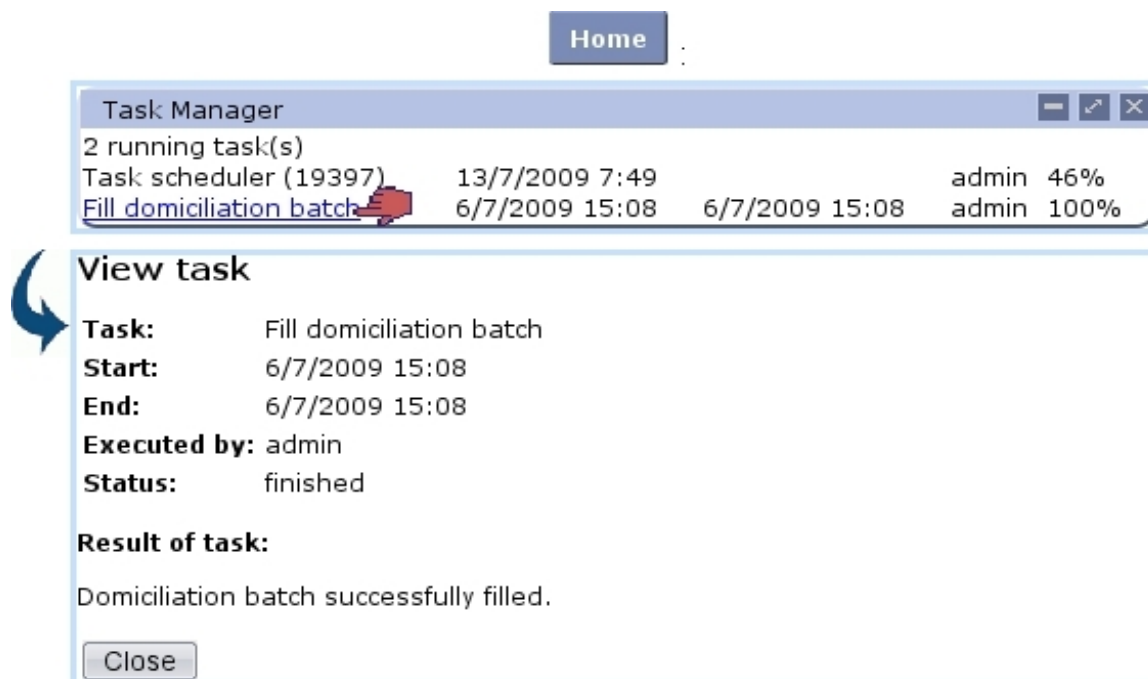 Home :
Task Manager
2 running task(s)
Task scheduler (19397) 13/7/2009 7:49 admin 46%
Fill domiciliation batch 6/7/2009 15:08 6/7/2009 15:08 admin 100%
View task
Task: Fill domiciliation batch
Start: 6/7/2009 15:08
End: 6/7/2009 15:08
Executed by: admin
Status: finished
Result of task:
Domiciliation batch successfully filled.
Close